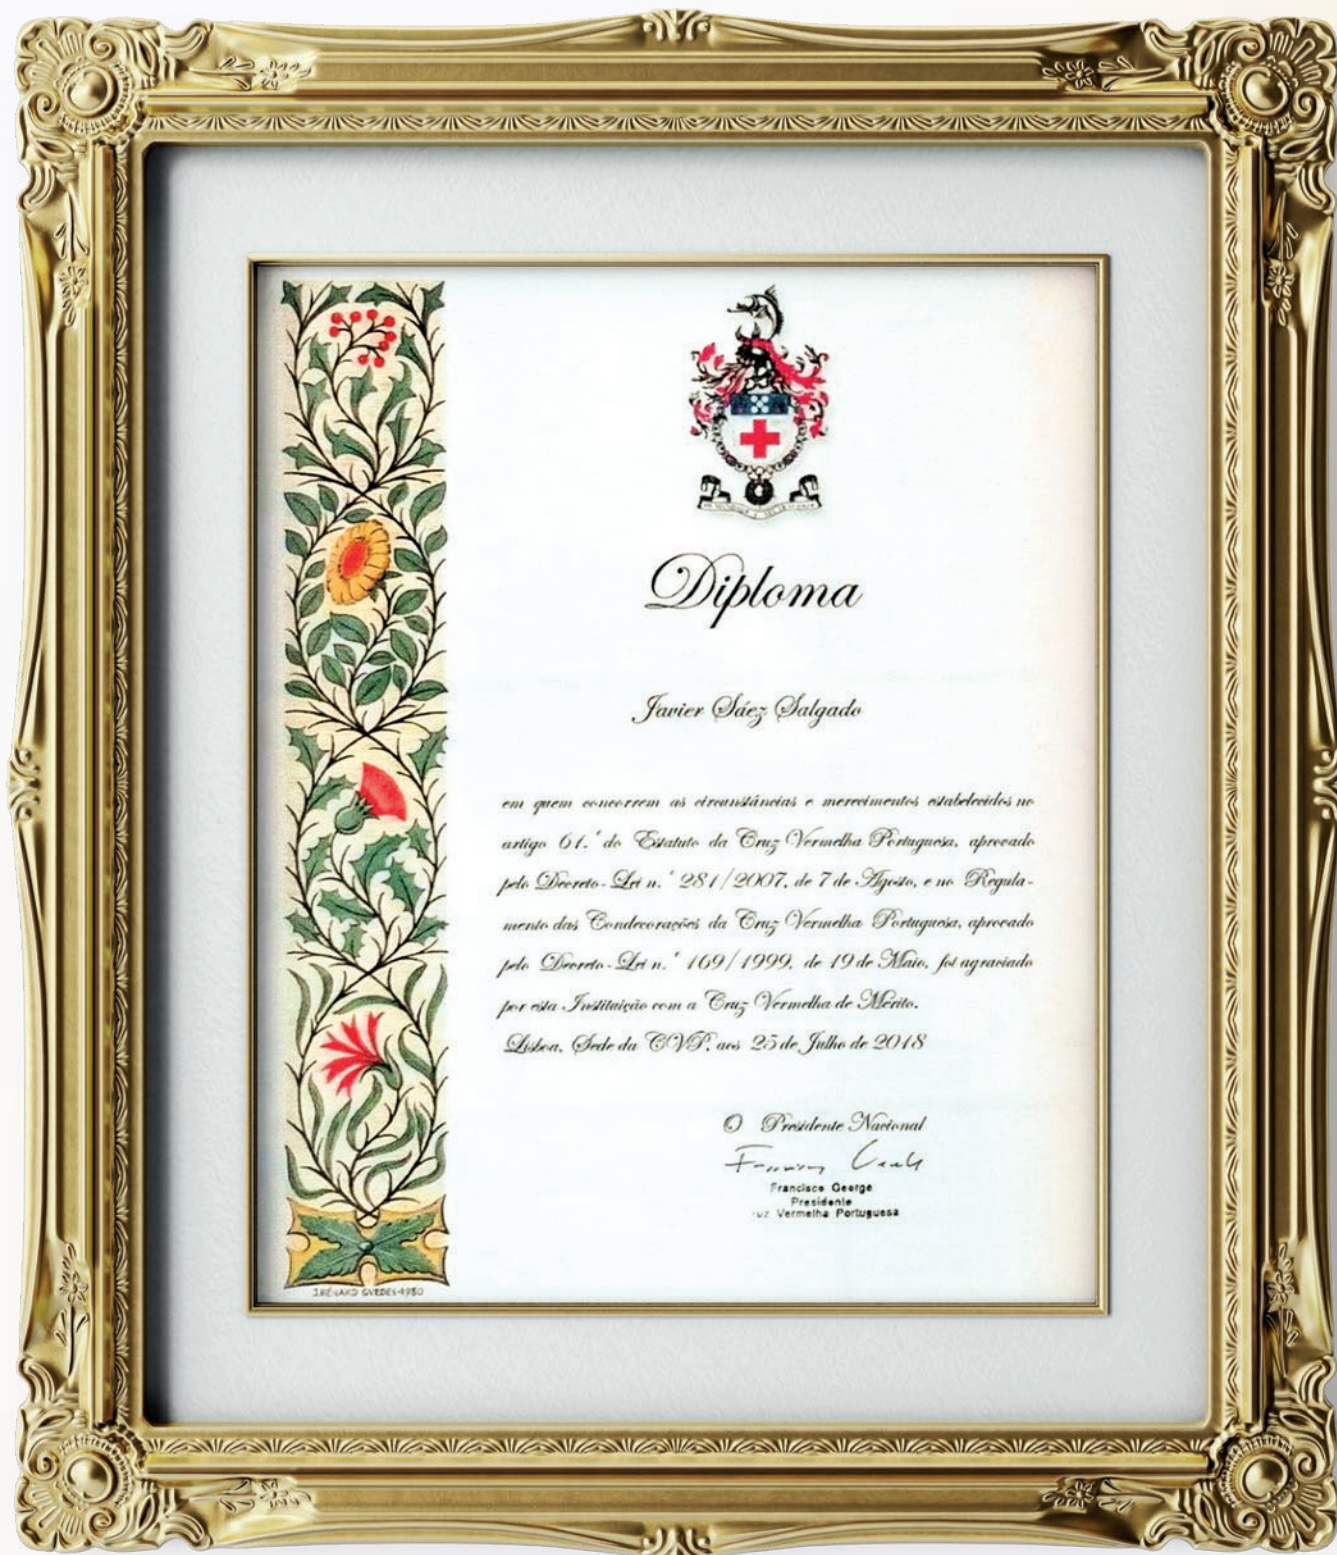 Diploma
Javier Sáez Salgado
em quem concorrem as circunstâncias e merecimentos estabelecidos no
artigo 61.º do Estatuto da Cruz Vermelha Portuguesa, aprovado
pelo Decreto-Lei n.º 281/2007, de 7 de Agosto, e no Regula-
mento das Condecorações da Cruz Vermelha Portuguesa, aprovado
pelo Decreto-Lei n.º 169/1999, de 19 de Maio, foi agraciado
por esta Instituição com a Cruz Vermelha de Mérito.
Lisboa, Sede da CVP, aos 25 de Julho de 2018
O Presidente Nacional
Francisco George
Presidente
uz Vermelha Portuguesa
GUEDES-1980